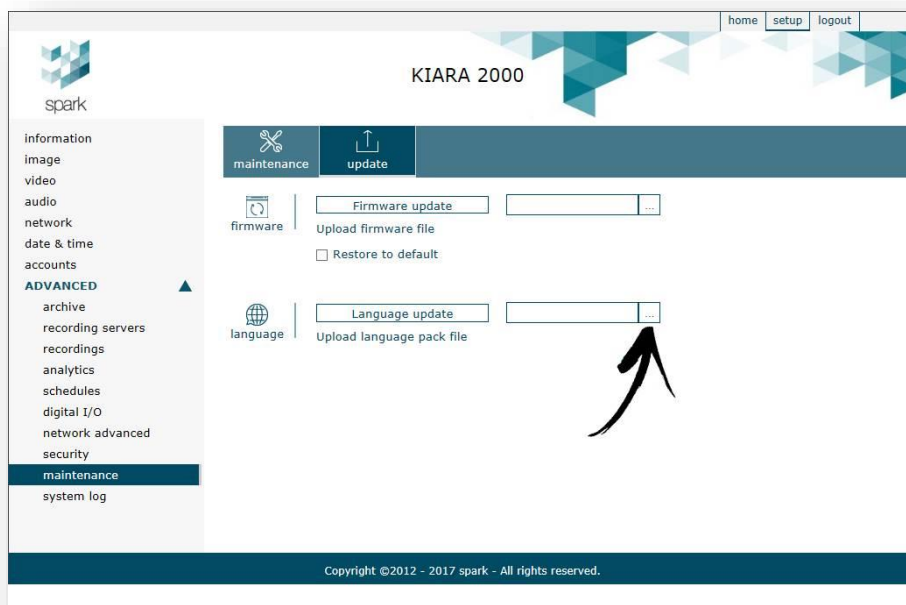 home setup logout
spark
KIARA 2000
information
image
video
audio
network
date & time
accounts
ADVANCED
archive
recording servers
recordings
analytics
schedules
digital I/O
network advanced
security
maintenance
system log
maintenance update
firmware
Firmware update ...
Upload firmware file
Restore to default
language
Language update ...
Upload language pack file
Copyright ©2012 - 2017 spark - All rights reserved.